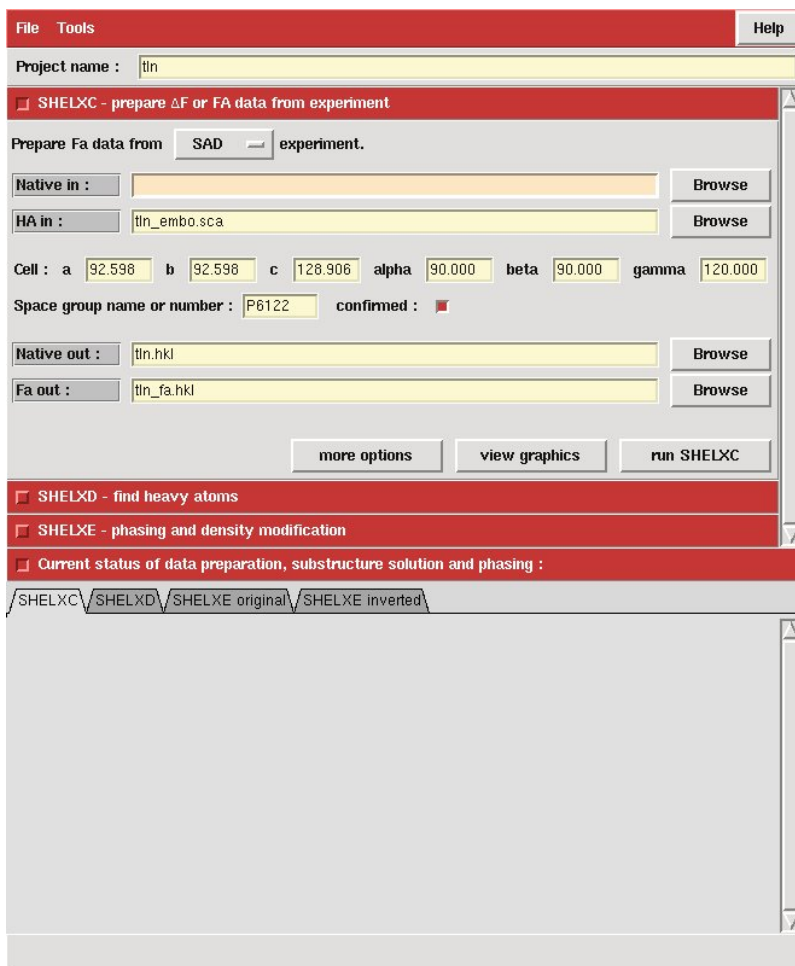 File Tools Help
Project name : tln
SHELXC - prepare ΔF or FA data from experiment
Prepare Fa data from SAD experiment.
Native in : Browse
HA in : tln_embo.sca Browse
Cell : a 92.598 b 92.598 c 128.906 alpha 90.000 beta 90.000 gamma 120.000
Space group name or number : P6122 confirmed :
Native out : tln.hkl Browse
Fa out : tln_fa.hkl Browse
more options view graphics run SHELXC
SHELXD - find heavy atoms
SHELXE - phasing and density modification
Current status of data preparation, substructure solution and phasing :
SHELXC SHELXD SHELXE original SHELXE inverted